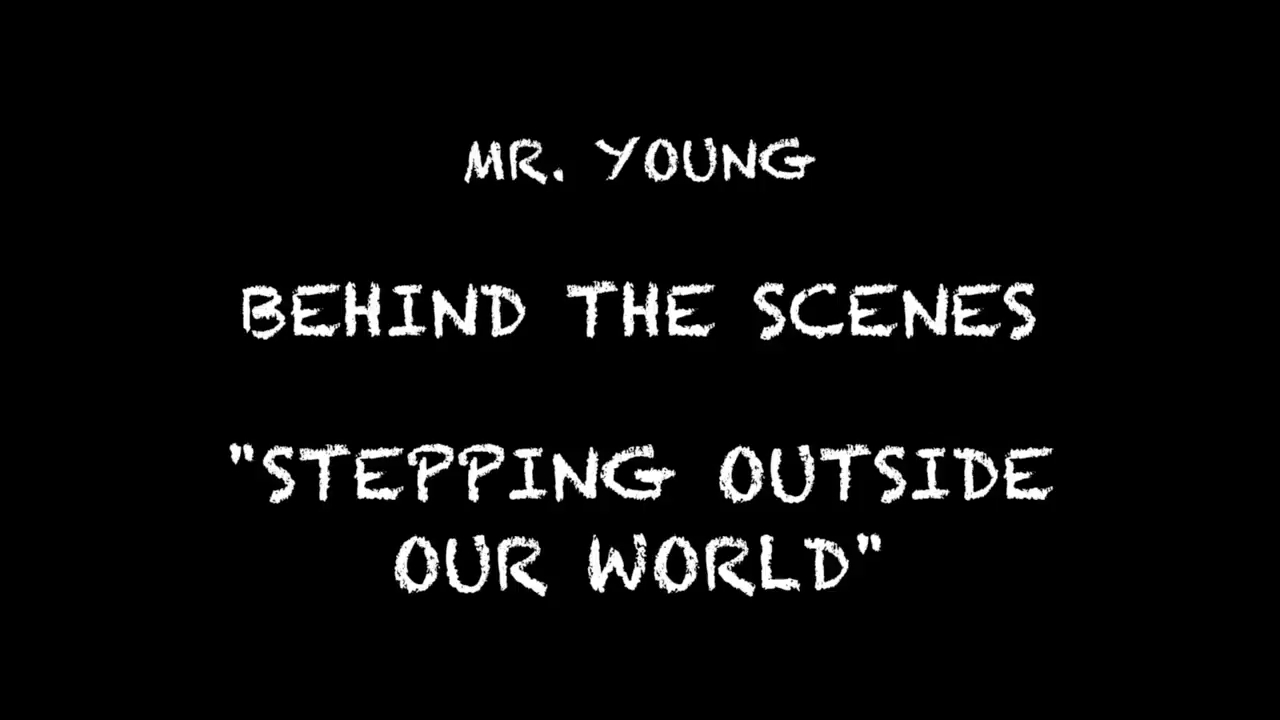 MR. YOUNG
BEHIND THE SCENES
"STEPPING OUTSIDE
OUR WORLD"